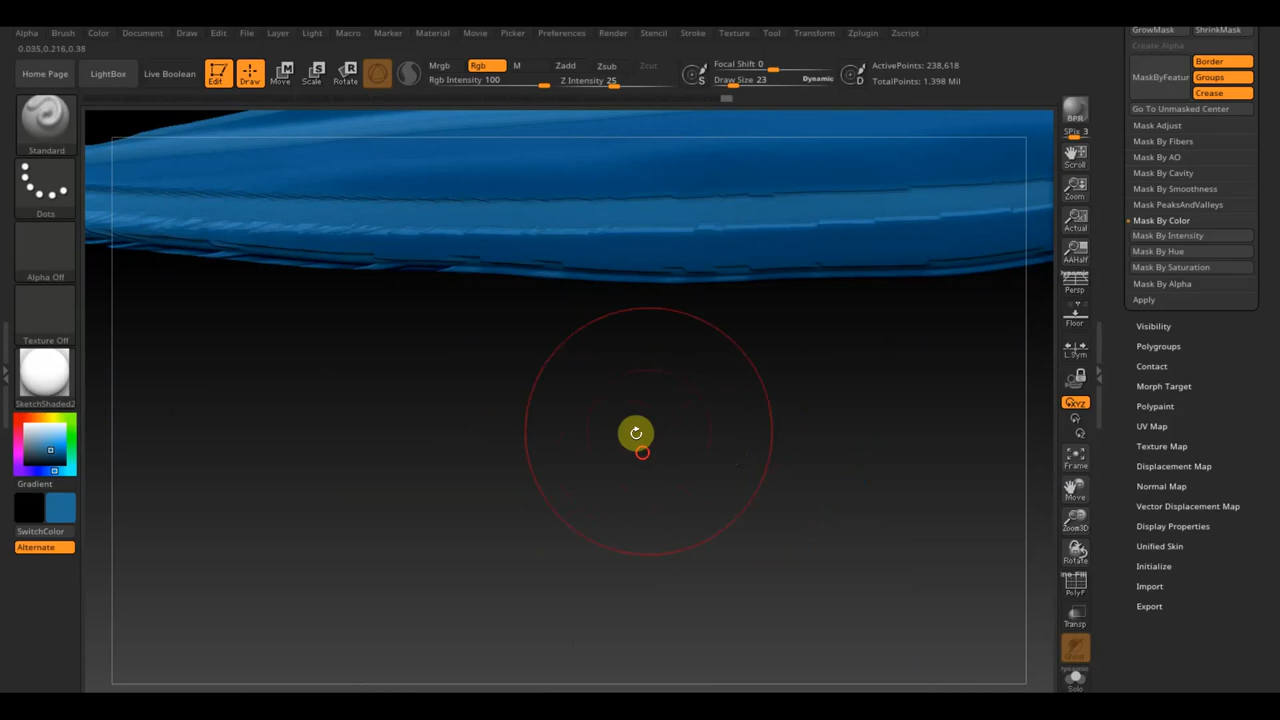 Alpha Brush Color Document Draw Edit File Layer Light Macro Marker Material Movie Picker Preferences Render Stencil Stroke Texture Tool Transform Zplugin Zscript
0.035,0.216,0.38
Home Page
LightBox
Live Boolean
Edit
Draw
Move
Scale
Rotate
Mrgb
Rgb
M
Rgb Intensity 100
Zadd
Zsub
Cut
Z Intensity 25
S
Focal Shift 0
Draw Size 23
Dynamic
D
ActivePoints: 238,618
TotalPoints: 1.398 Mil
Standard
Dots
Alpha Off
Texture Off
SketchShaded2
Gradient
SwitchColor
Alternate
BPR
SPix 3
Scroll
Zoom
Actual
AAHalf
Dynamic
Persp
Floor
L.Sym
XYZ
Frame
Move
Zoom3D
Rotate
PolyF
Transp
Ghost
Dynamic
Solo
GrowMask
ShrinkMask
Create Alpha
MaskByFeatur
Border
Groups
Crease
Go To Unmasked Center
Mask Adjust
Mask By Fibers
Mask By AO
Mask By Cavity
Mask By Smoothness
Mask PeaksAndValleys
Mask By Color
Mask By Intensity
Mask By Hue
Mask By Saturation
Mask By Alpha
Apply
Visibility
Polygroups
Contact
Morph Target
Polypaint
UV Map
Texture Map
Displacement Map
Normal Map
Vector Displacement Map
Display Properties
Unified Skin
Initialize
Import
Export